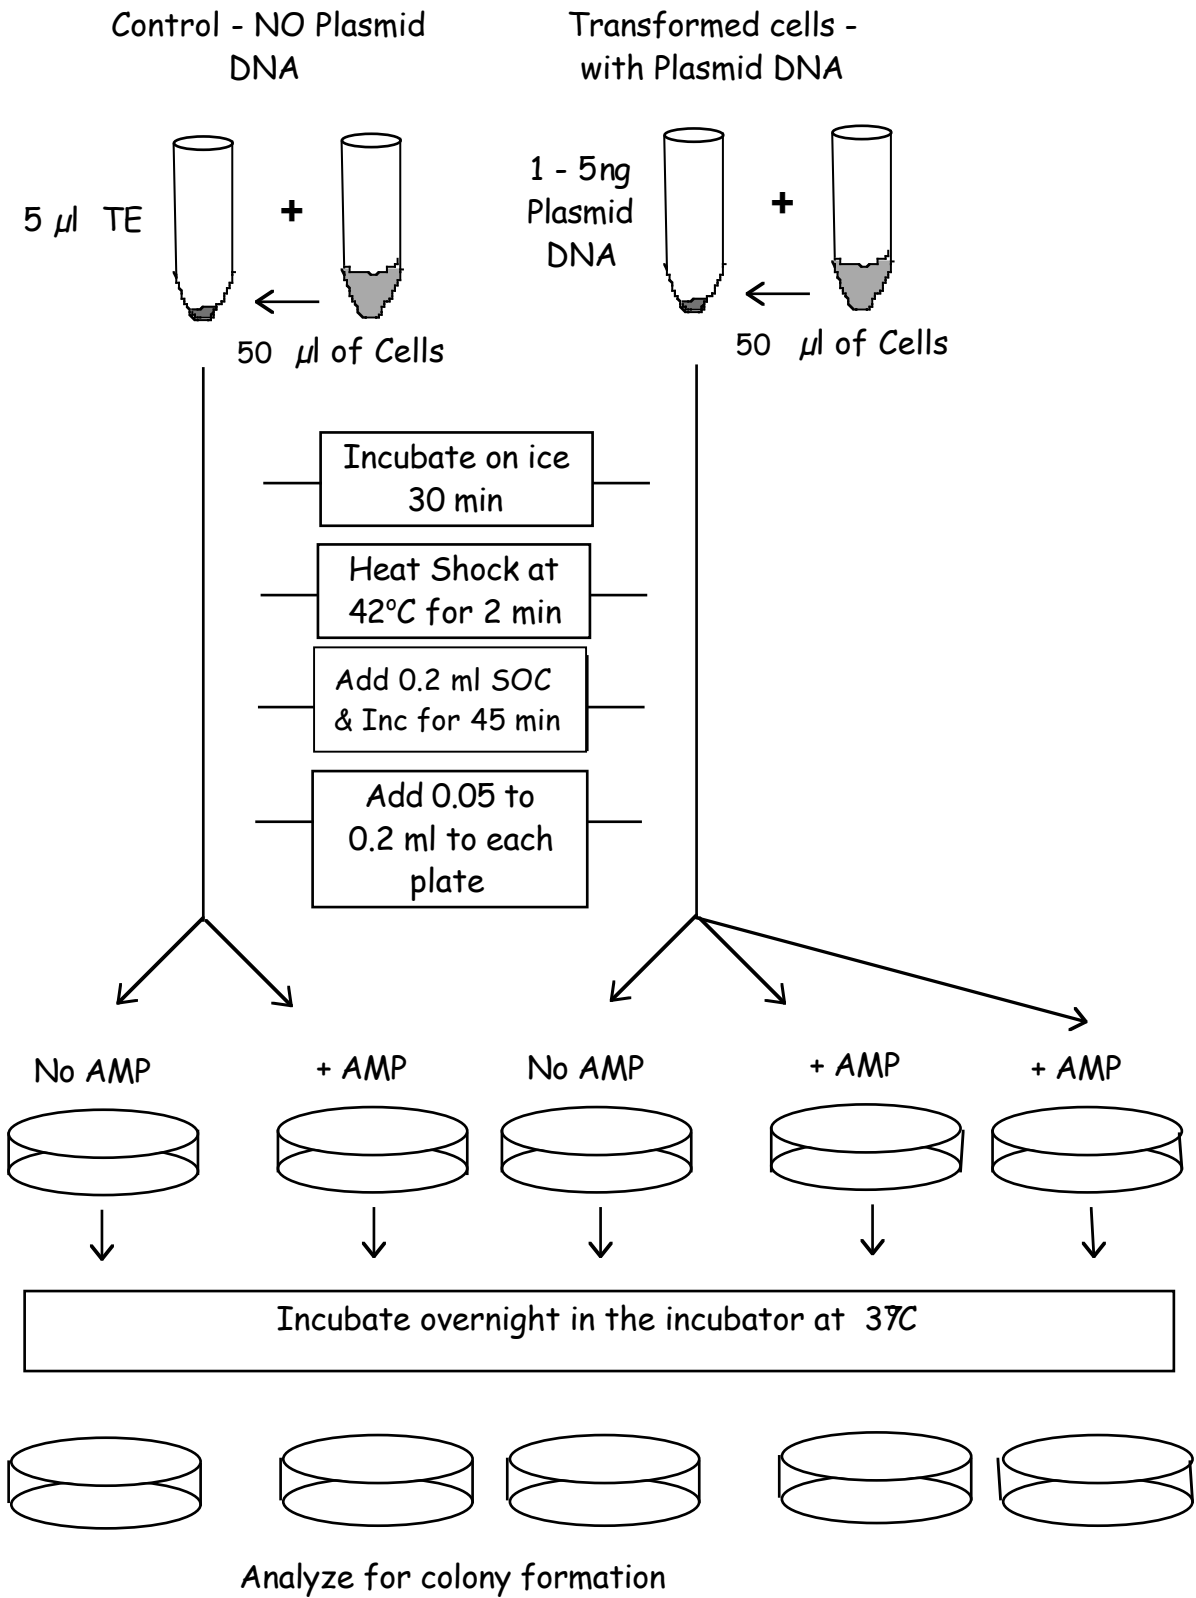 Control - NO Plasmid
DNA
Transformed cells -
with Plasmid DNA
5 µl TE
+
50 µl of Cells
1 - 5ng
Plasmid
DNA
+
50 µl of Cells
Incubate on ice
30 min
Heat Shock at
42°C for 2 min
Add 0.2 ml SOC
& Inc for 45 min
Add 0.05 to
0.2 ml to each
plate
No AMP
+ AMP
No AMP
+ AMP
+ AMP
Incubate overnight in the incubator at 37°C
Analyze for colony formation